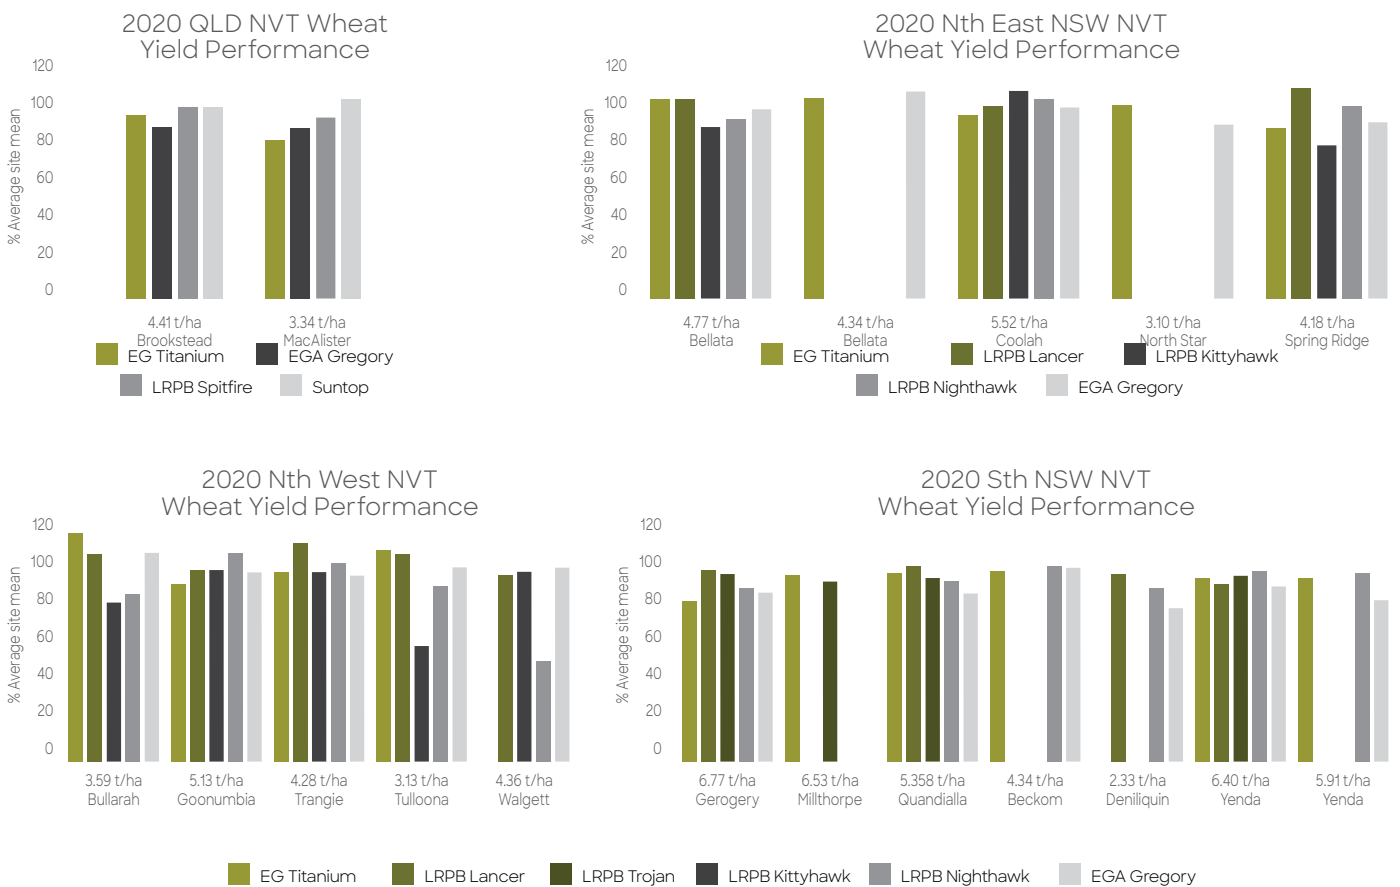 2020 QLD NVT Wheat
Yield Performance
% Average site mean
120
100
80
60
40
20
0
4.41 t/ha
Brookstead
3.34 t/ha
MacAlister
EG Titanium
EGA Gregory
LRPB Spitfire
Suntop
2020 Nth East NSW NVT
Wheat Yield Performance
% Average site mean
120
100
80
60
40
20
0
4.77 t/ha
Bellata
4.34 t/ha
Bellata
5.52 t/ha
Coolah
3.10 t/ha
North Star
4.18 t/ha
Spring Ridge
EG Titanium
LRPB Lancer
LRPB Kittyhawk
LRPB Nighthawk
EGA Gregory
2020 Nth West NVT
Wheat Yield Performance
% Average site mean
120
100
80
60
40
20
0
3.59 t/ha
Bullarah
5.13 t/ha
Goonumbia
4.28 t/ha
Trangie
3.13 t/ha
Tulloona
4.36 t/ha
Walgett
2020 Sth NSW NVT
Wheat Yield Performance
% Average site mean
120
100
80
60
40
20
0
6.77 t/ha
Gerogery
6.53 t/ha
Millthorpe
5.358 t/ha
Quandialla
4.34 t/ha
Beckom
2.33 t/ha
Deniliquin
6.40 t/ha
Yenda
5.91 t/ha
Yenda
EG Titanium
LRPB Lancer
LRPB Trojan
LRPB Kittyhawk
LRPB Nighthawk
EGA Gregory